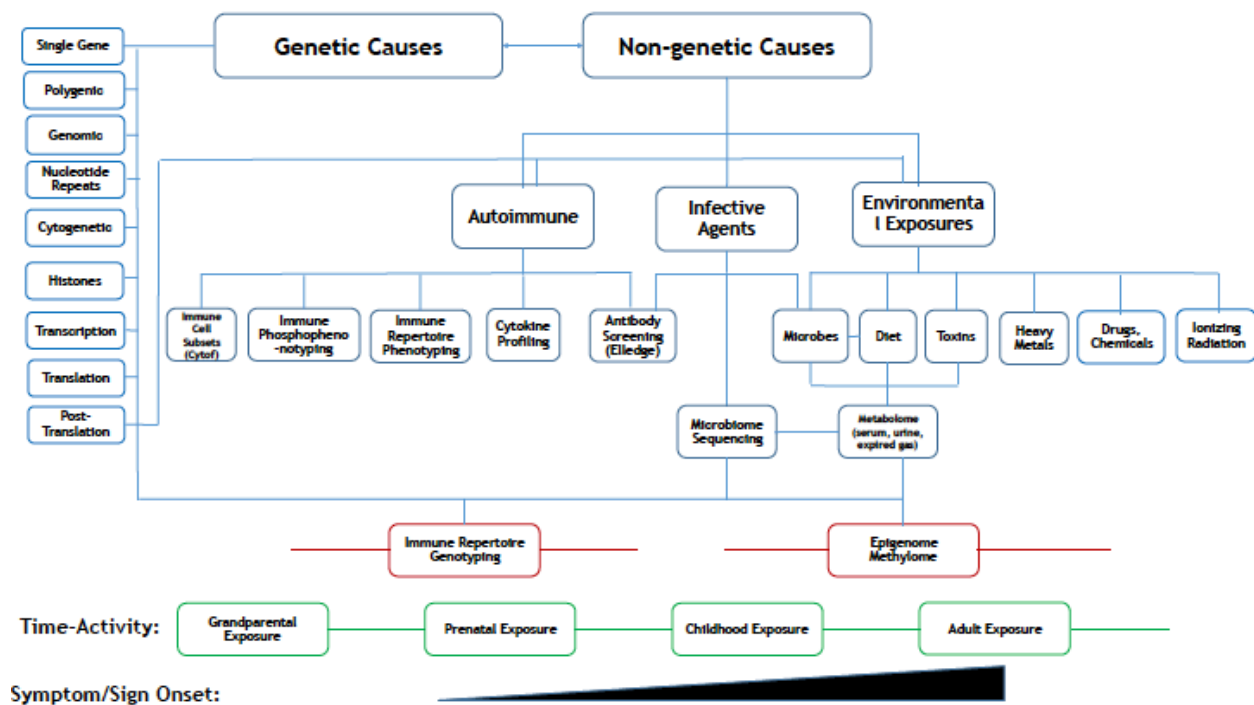 Single Gene
Genetic Causes
Non-genetic Causes
Polygenic
Genomic
Nucleotide
Repeats
Cytogenetic
Histones
Transcription
Translation
Post-
Translation
Autoimmune
Infective
Agents
Environmenta
l Exposures
Immune
Cell
Subsets
(Cytof)
Immune
Phosphopheno
-notyping
Immune
Repertoire
Phenotyping
Cytokine
Profiling
Antibody
Screening
(Elledge)
Microbes
Diet
Toxins
Heavy
Metals
Drugs,
Chemicals
Ionizing
Radiation
Microbiome
Sequencing
Metabolome
(serum, urine,
expired gas)
Immune Repertoire
Genotyping
Epigenome
Methylome
Time-Activity:
Grandparental
Exposure
Prenatal Exposure
Childhood Exposure
Adult Exposure
Symptom/Sign Onset: